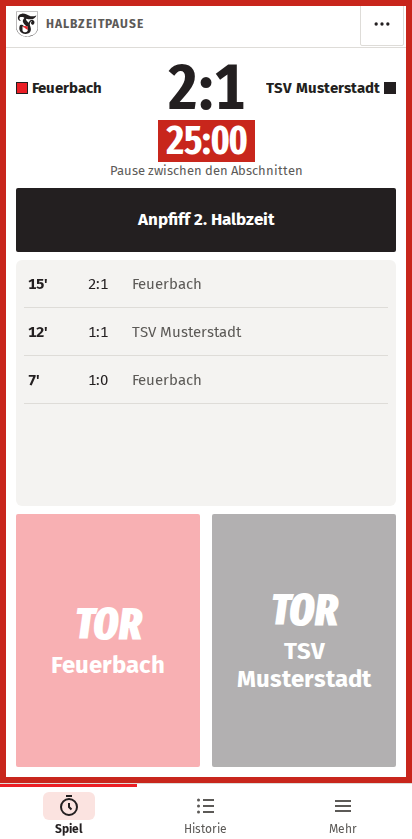 HALBZEITPAUSE
Feuerbach
2:1
TSV Musterstadt
25:00
Pause zwischen den Abschnitten
Anpfiff 2. Halbzeit
15' 2:1 Feuerbach
12' 1:1 TSV Musterstadt
7' 1:0 Feuerbach
TOR
Feuerbach
TOR
TSV
Musterstadt
Spiel
Historie
Mehr